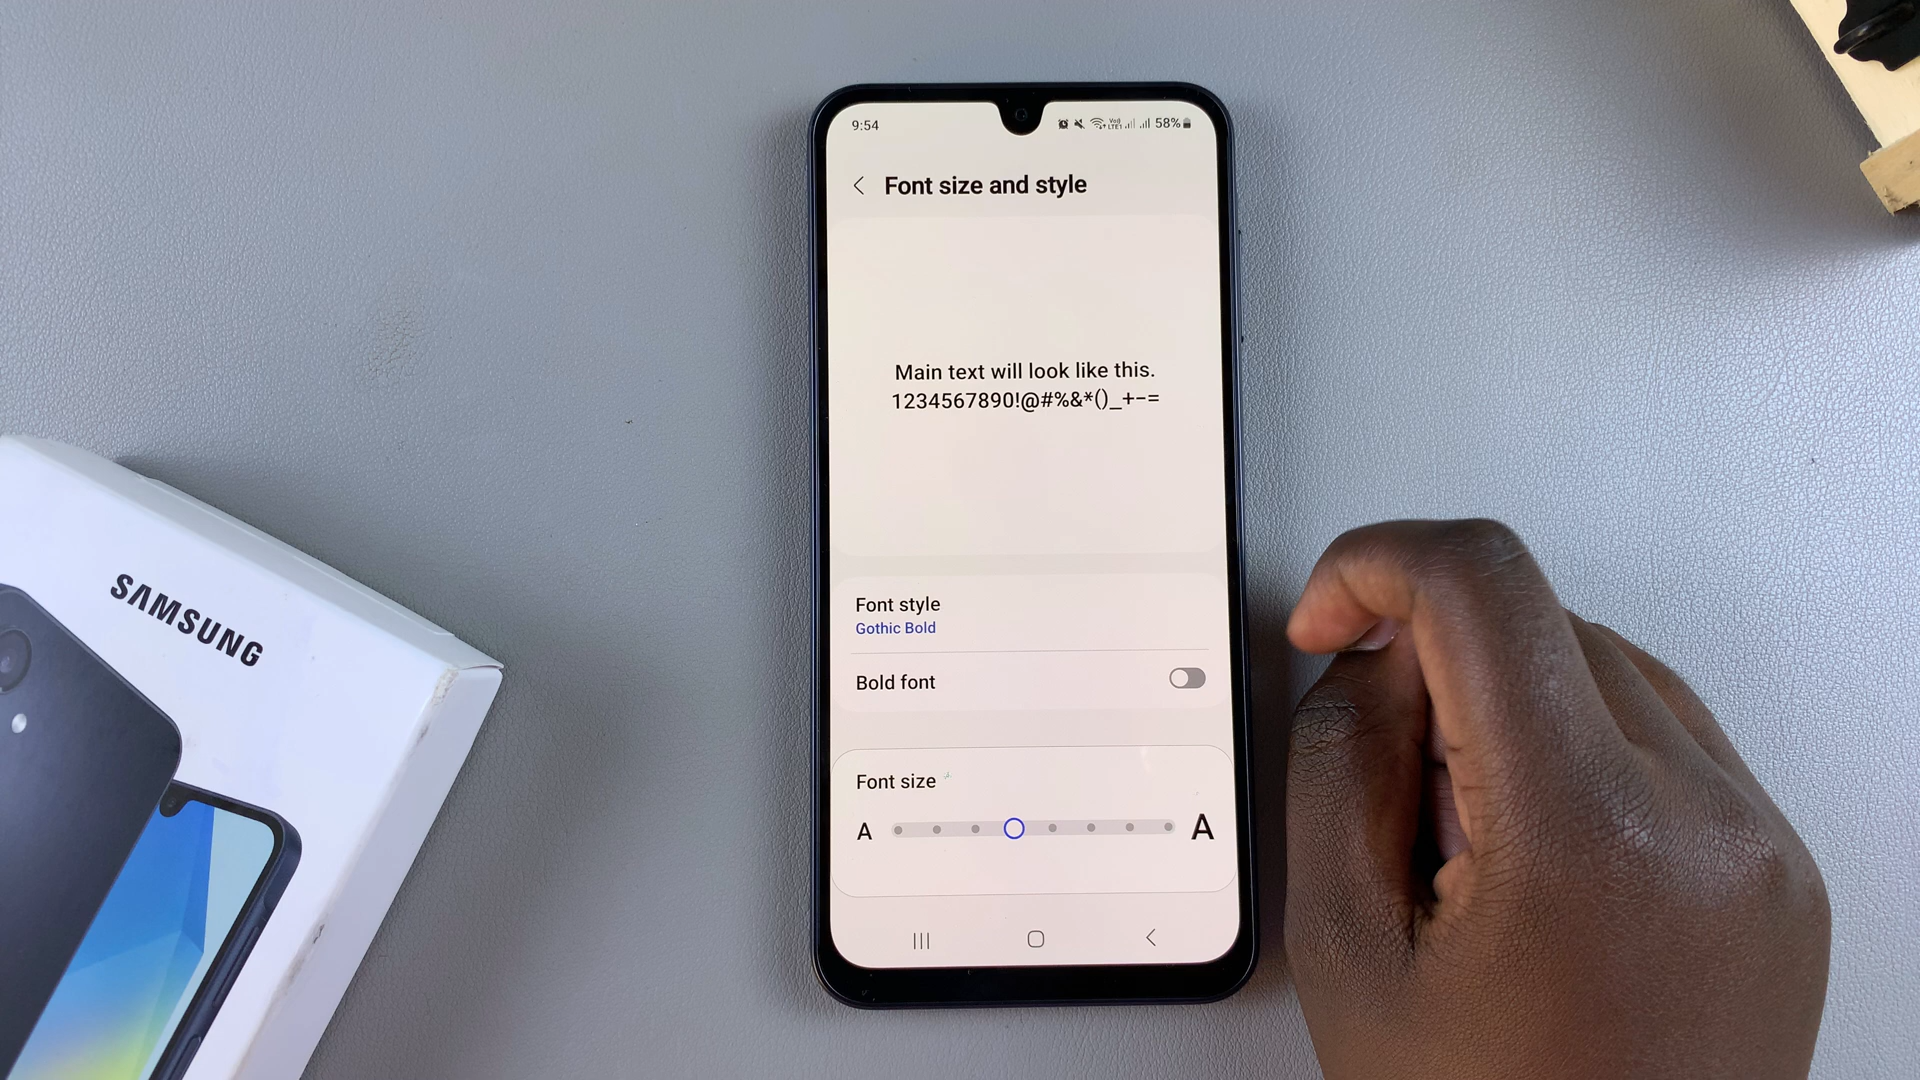 9:54
58%
Font size and style
Main text will look like this.
1234567890!@#%&*()_+-=
Font style
Gothic Bold
Bold font
Font size
A A
SAMSUNG